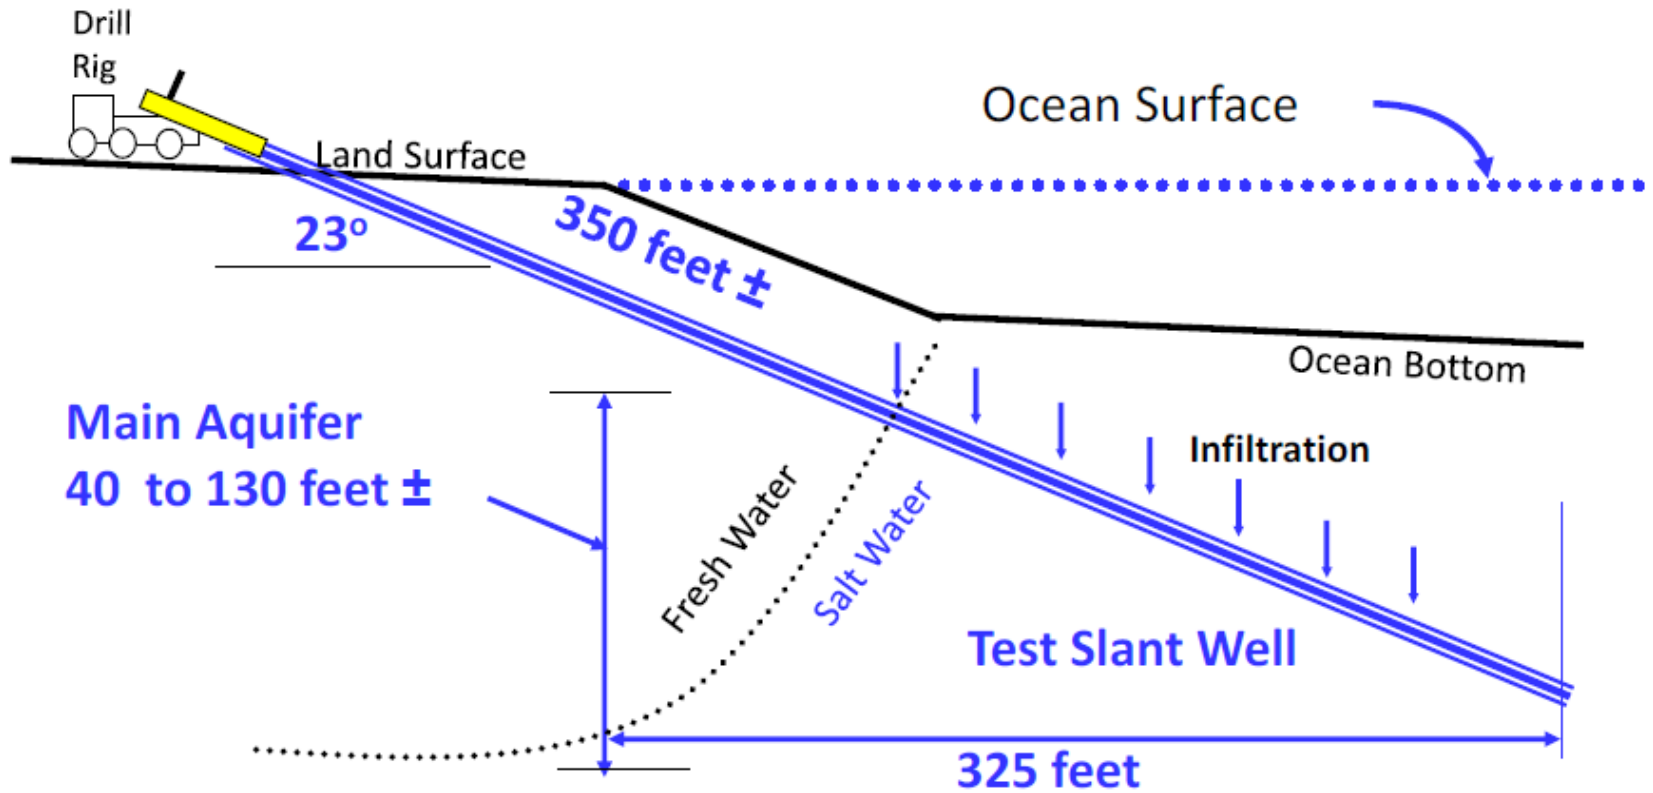 Drill
Rig
Land Surface
Ocean Surface
23°
350 feet ±
Ocean Bottom
Main Aquifer
40 to 130 feet ±
Infiltration
Fresh Water
Salt Water
Test Slant Well
325 feet